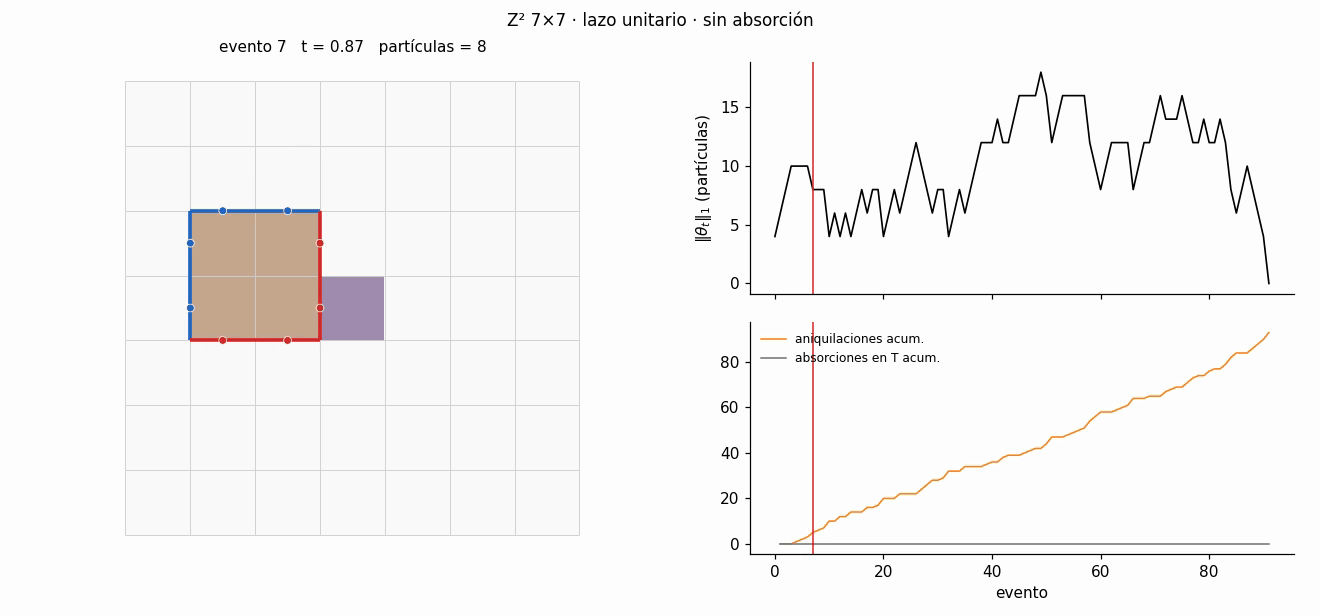 Z² 7×7 · lazo unitario · sin absorción
evento 7   t = 0.87   partículas = 8
‖θₜ‖₁ (partículas)
15
10
5
0
aniquilaciones acum.
absorciones en T acum.
80
60
40
20
0
0 20 40 60 80
evento